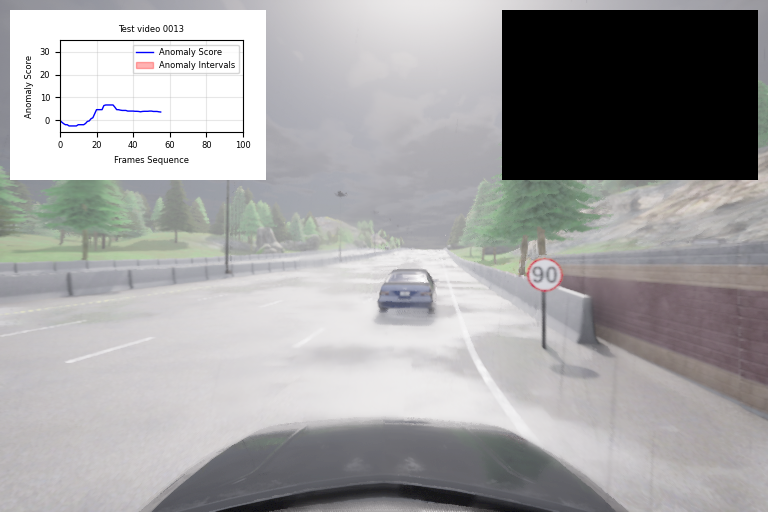 Test video 0013
Anomaly Score
Anomaly Intervals
30
20
10
0
Anomaly Score
0 20 40 60 80 100
Frames Sequence
90